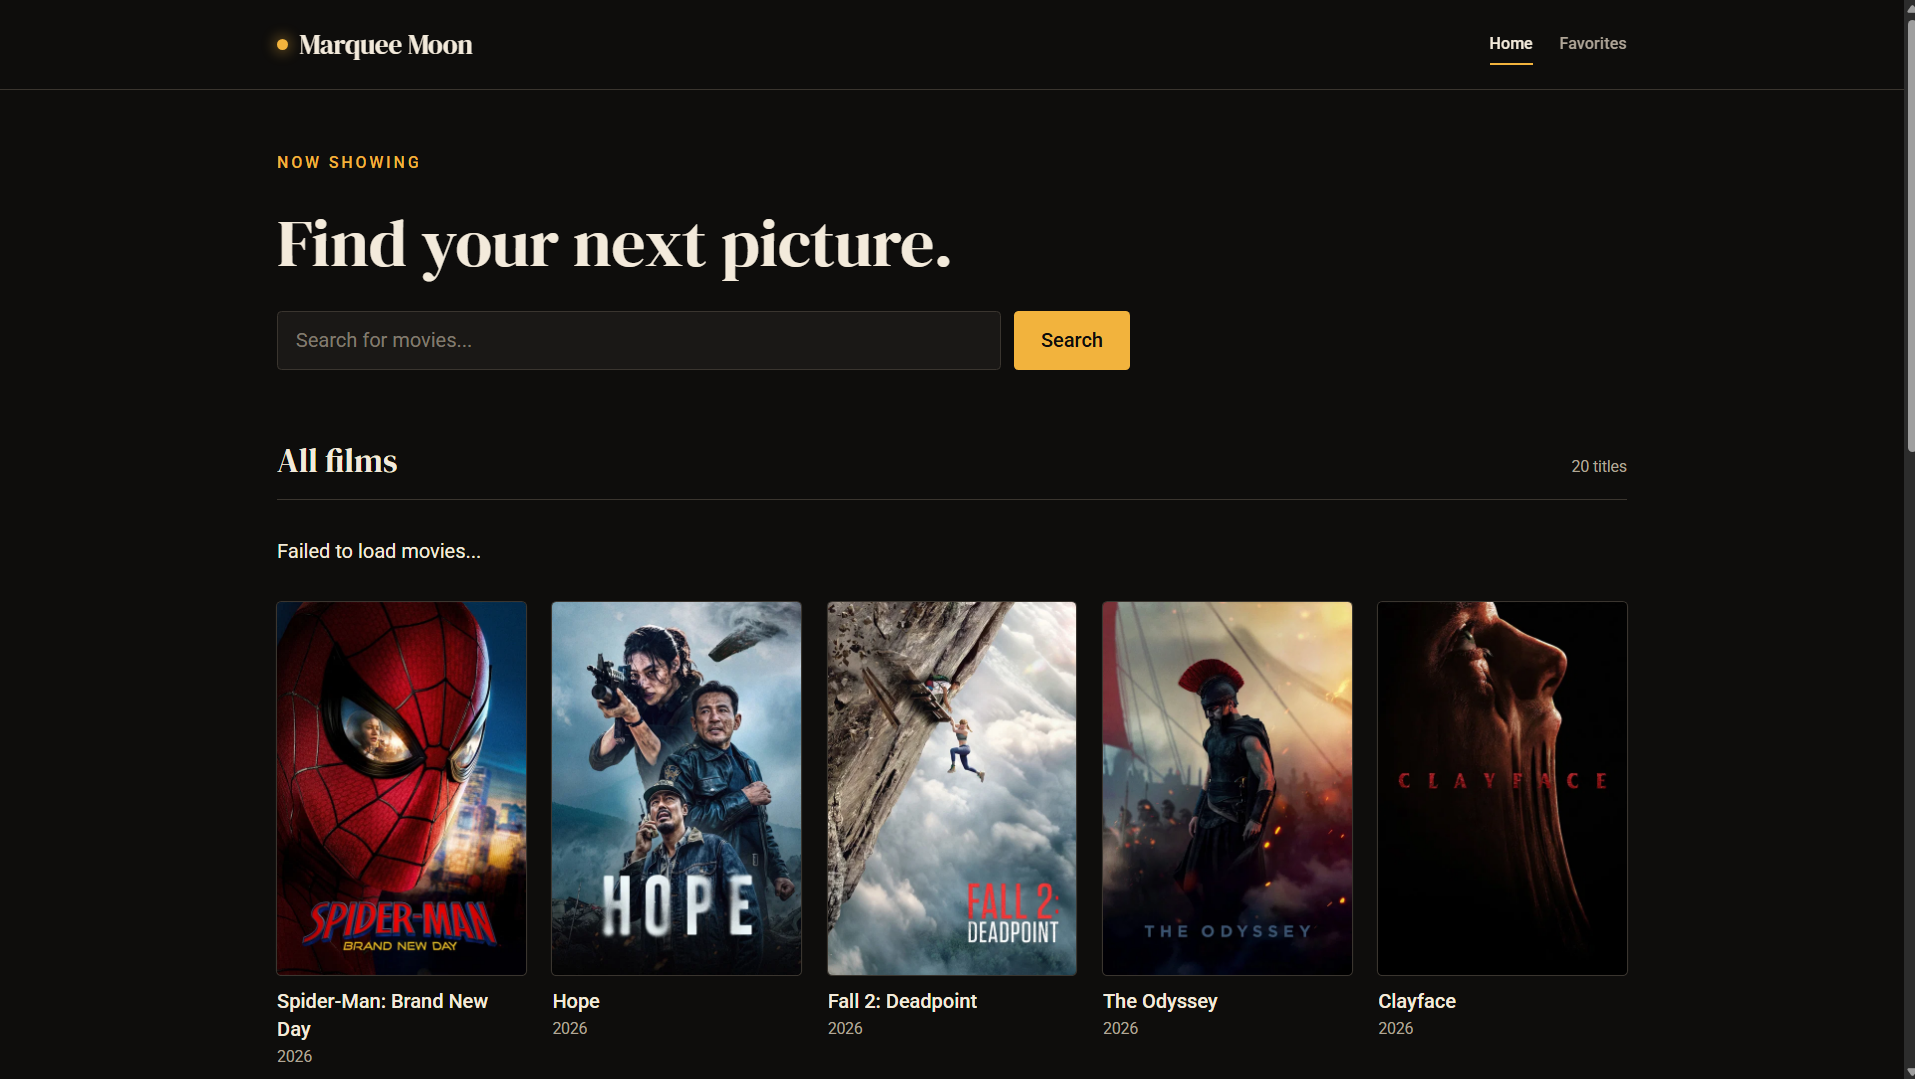 Marquee Moon
Home
Favorites
NOW SHOWING
Find your next picture.
Search for movies...
Search
All films
20 titles
Failed to load movies...
SPIDER-MAN
BRAND NEW DAY
HOPE
FALL 2:
DEADPOINT
THE ODYSSEY
CLAYFACE
Spider-Man: Brand New
Day
2026
Hope
2026
Fall 2: Deadpoint
2026
The Odyssey
2026
Clayface
2026